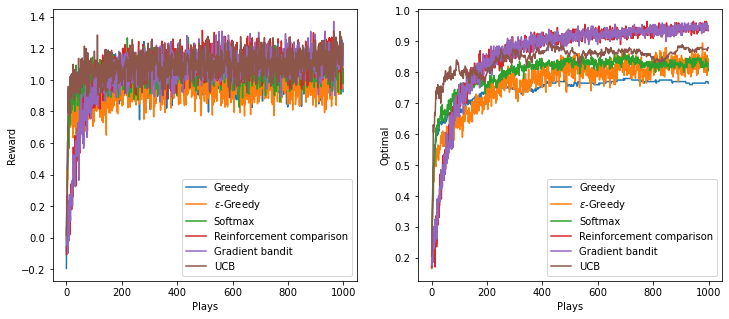 1.4
1.2
1.0
0.8
0.6
0.4
0.2
0.0
−0.2
Reward
0 200 400 600 800 1000
Plays
Greedy
ε-Greedy
Softmax
Reinforcement comparison
Gradient bandit
UCB
1.0
0.9
0.8
0.7
0.6
0.5
0.4
0.3
0.2
Optimal
0 200 400 600 800 1000
Plays
Greedy
ε-Greedy
Softmax
Reinforcement comparison
Gradient bandit
UCB